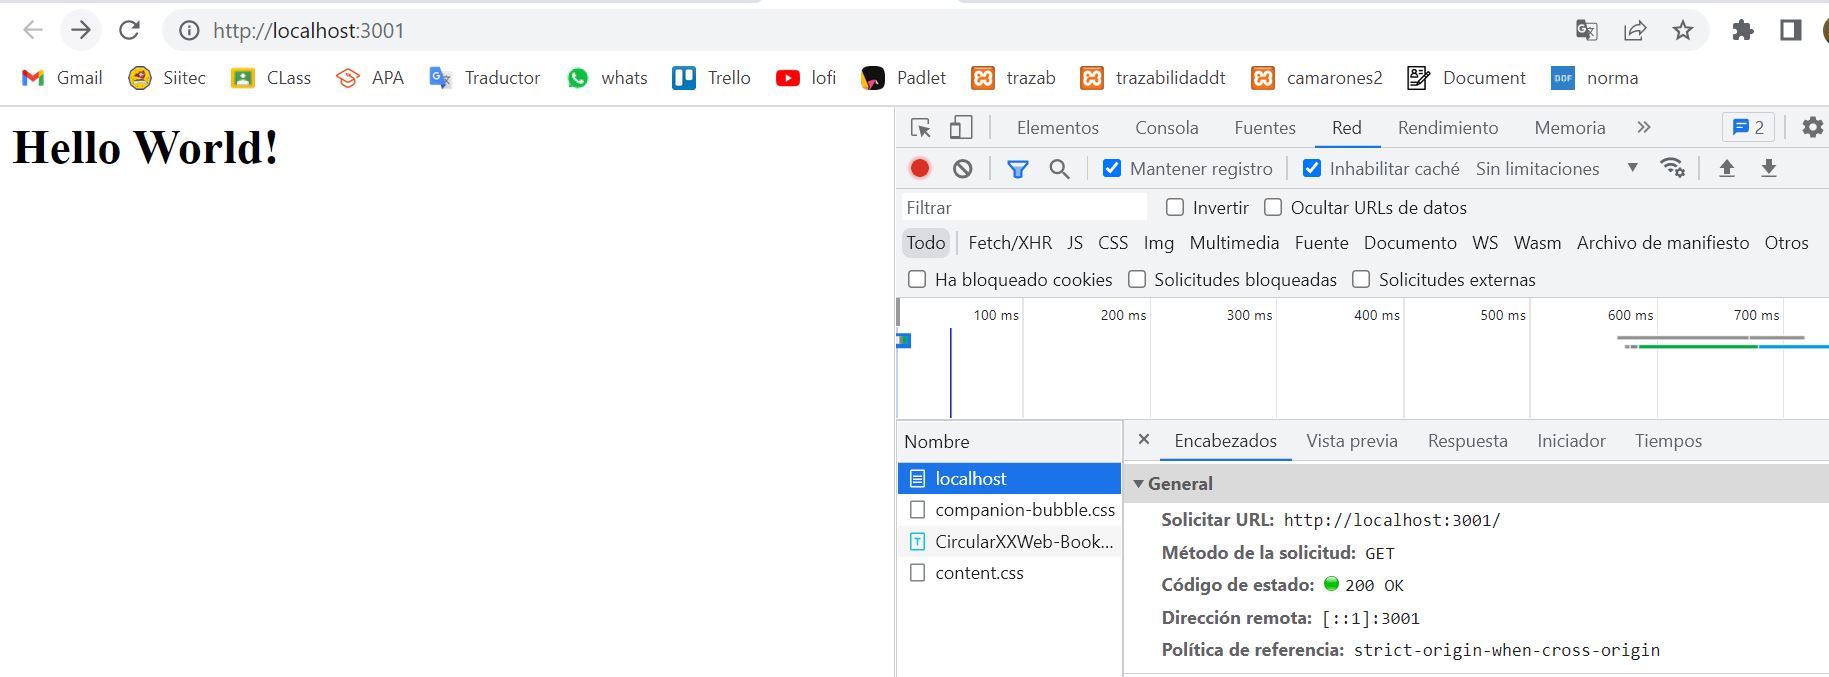 http://localhost:3001
Gmail Siitec CLass APA Traductor whats Trello lofi Padlet trazab trazabilidaddt camarones2 Document DOF norma
Hello World!
Elementos Consola Fuentes Red Rendimiento Memoria » 2
Mantener registro Inhabilitar caché Sin limitaciones
Filtrar Invertir Ocultar URLs de datos
Todo Fetch/XHR JS CSS Img Multimedia Fuente Documento WS Wasm Archivo de manifiesto Otros
Ha bloqueado cookies Solicitudes bloqueadas Solicitudes externas
100 ms 200 ms 300 ms 400 ms 500 ms 600 ms 700 ms
Nombre
localhost
companion-bubble.css
CircularXXWeb-Book...
content.css
× Encabezados Vista previa Respuesta Iniciador Tiempos
General
Solicitar URL: http://localhost:3001/
Método de la solicitud: GET
Código de estado: 200 OK
Dirección remota: [::1]:3001
Política de referencia: strict-origin-when-cross-origin